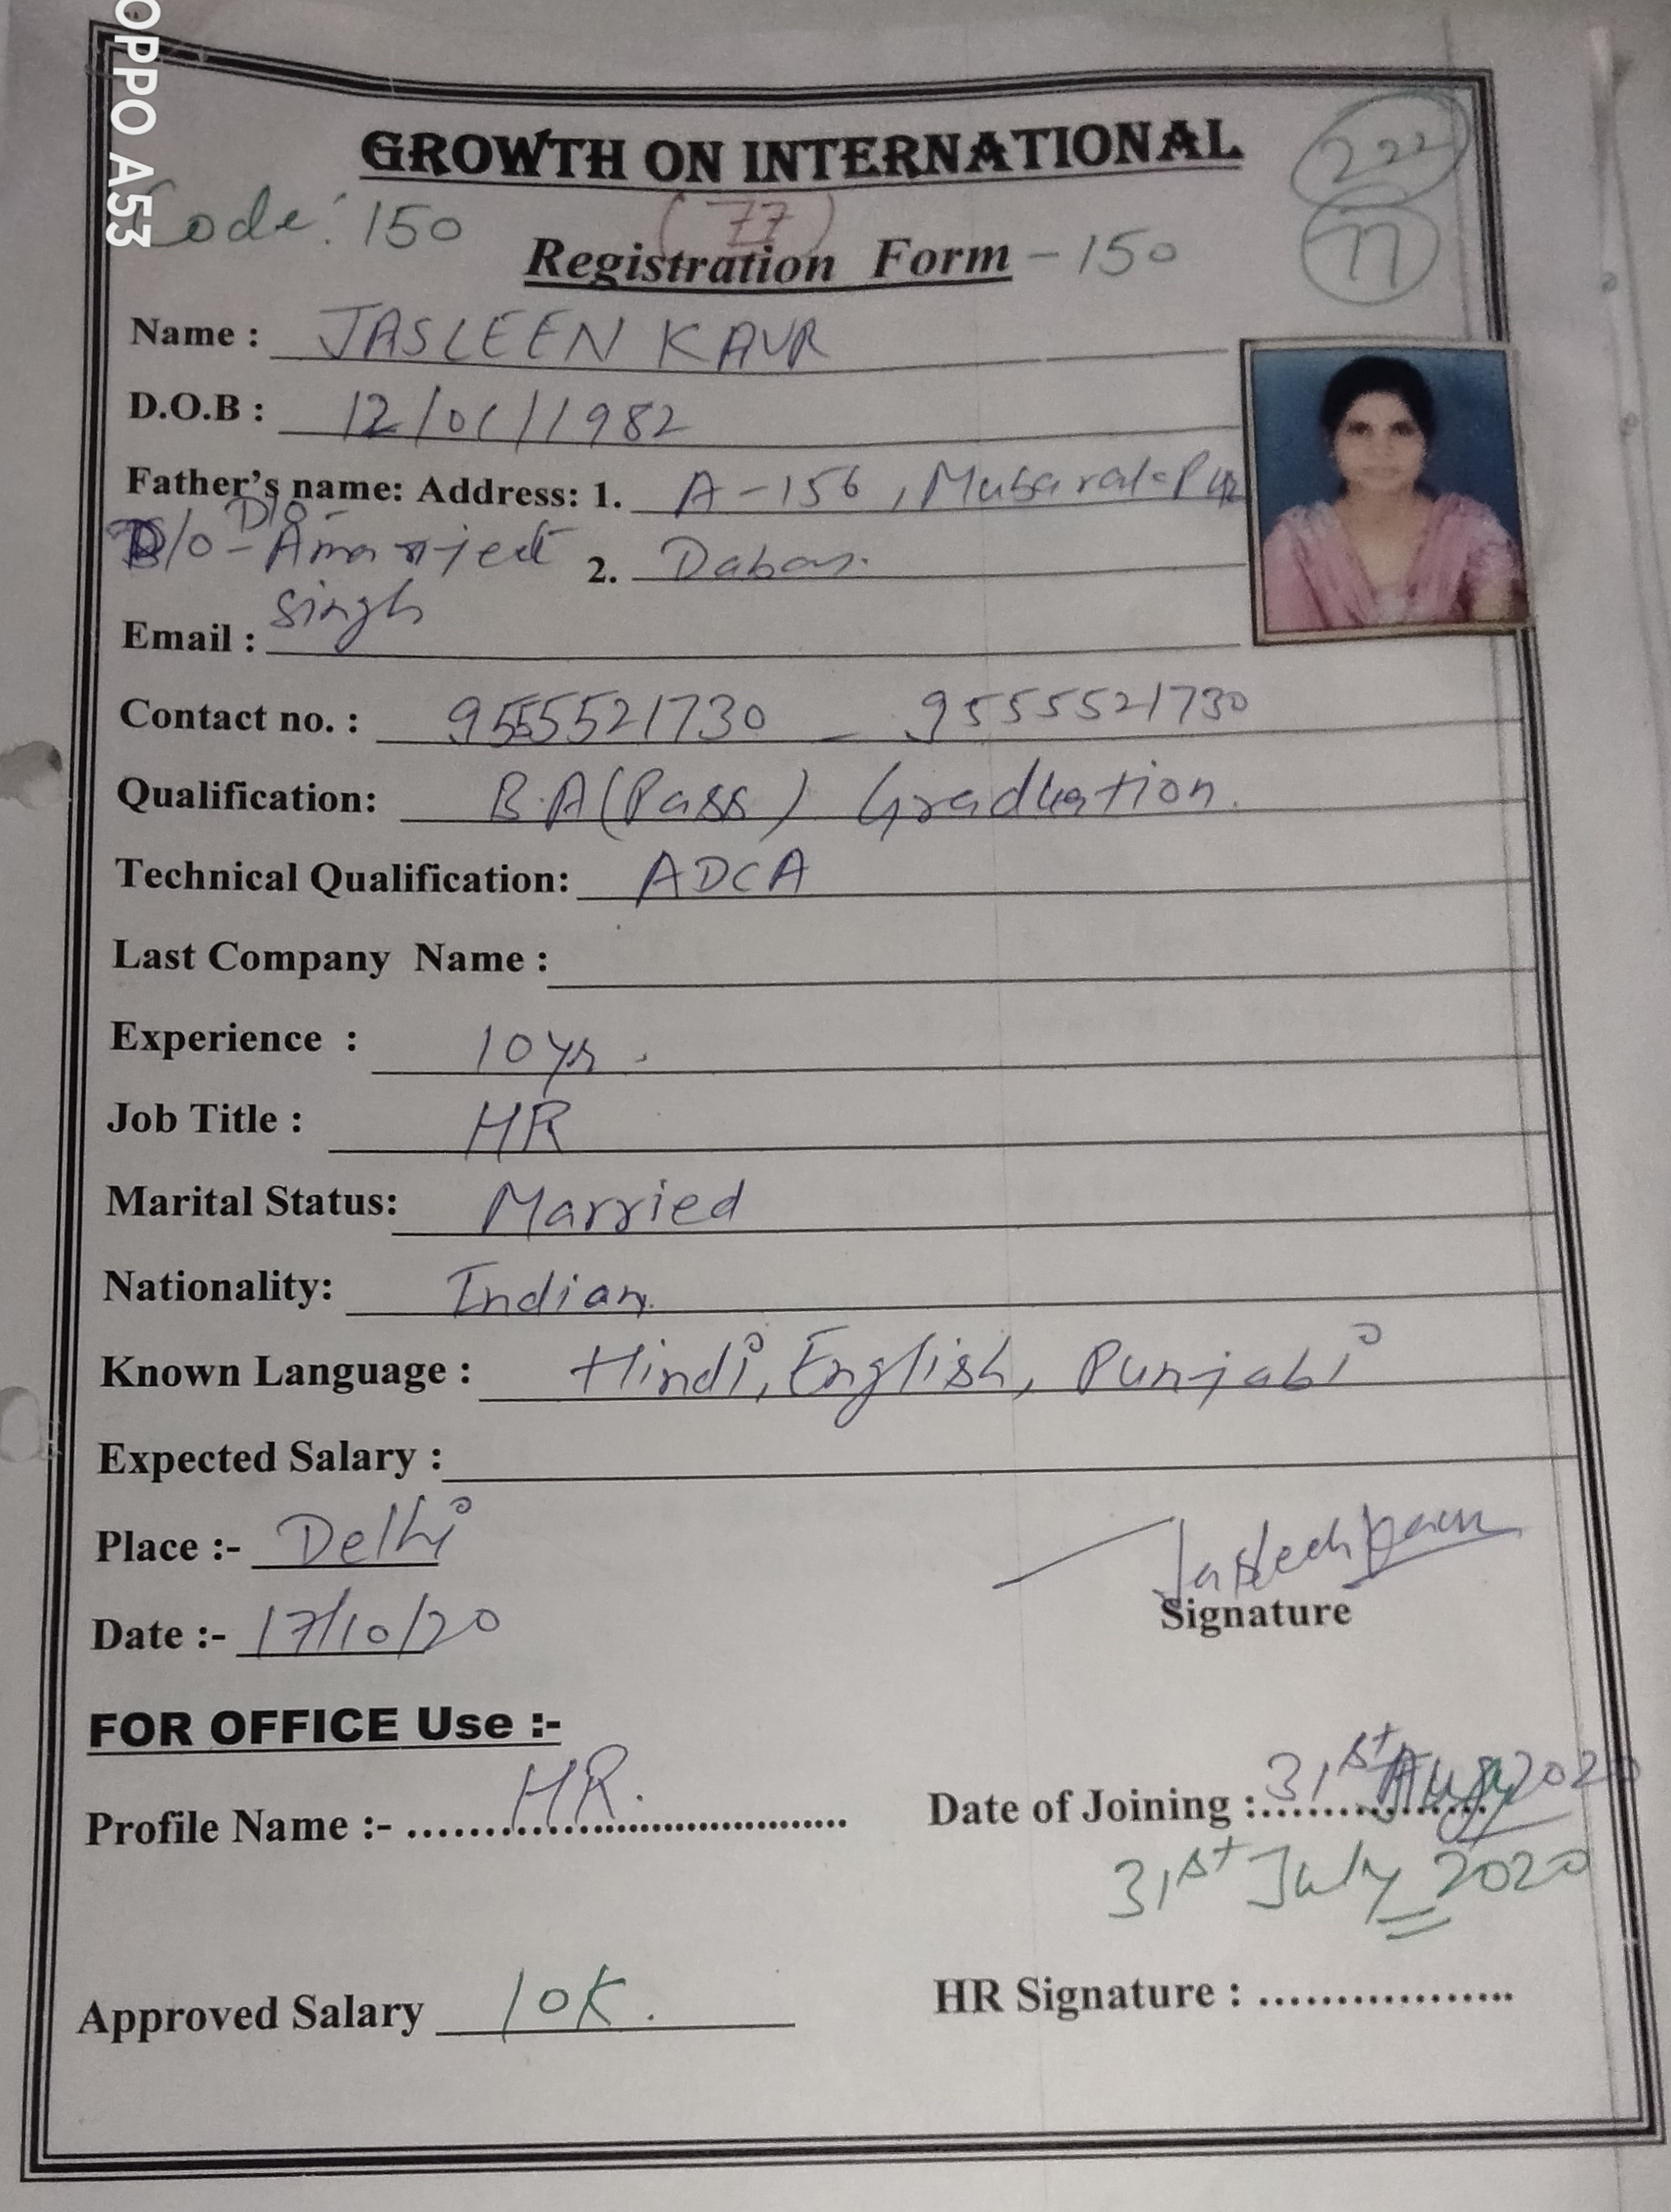 OPPO A53
GROWTH ON INTERNATIONAL
222
Code: 150
(77)
77
Registration Form - 150
Name : JASLEEN KAUR
D.O.B : 12/01/1982
Father's name: Address: 1. A-156, Mubarak Pur
D/o
D/o - Amarjeet 2. Dabas.
Singh
Email :
Contact no. : 9555521730 - 9555521730
Qualification: B.A (Pass) Graduation.
Technical Qualification: ADCA
Last Company Name :
Experience : 10 yrs.
Job Title : HR
Marital Status: Married
Nationality: Indian.
Known Language : Hindi, English, Punjabi
Expected Salary :
Place :- Delhi
Jasleen Kaur
Signature
Date :- 17/10/20
FOR OFFICE Use :-
Profile Name :- HR. Date of Joining : 31st Aug 2020
31st July 2020
Approved Salary 10K. HR Signature : ..................